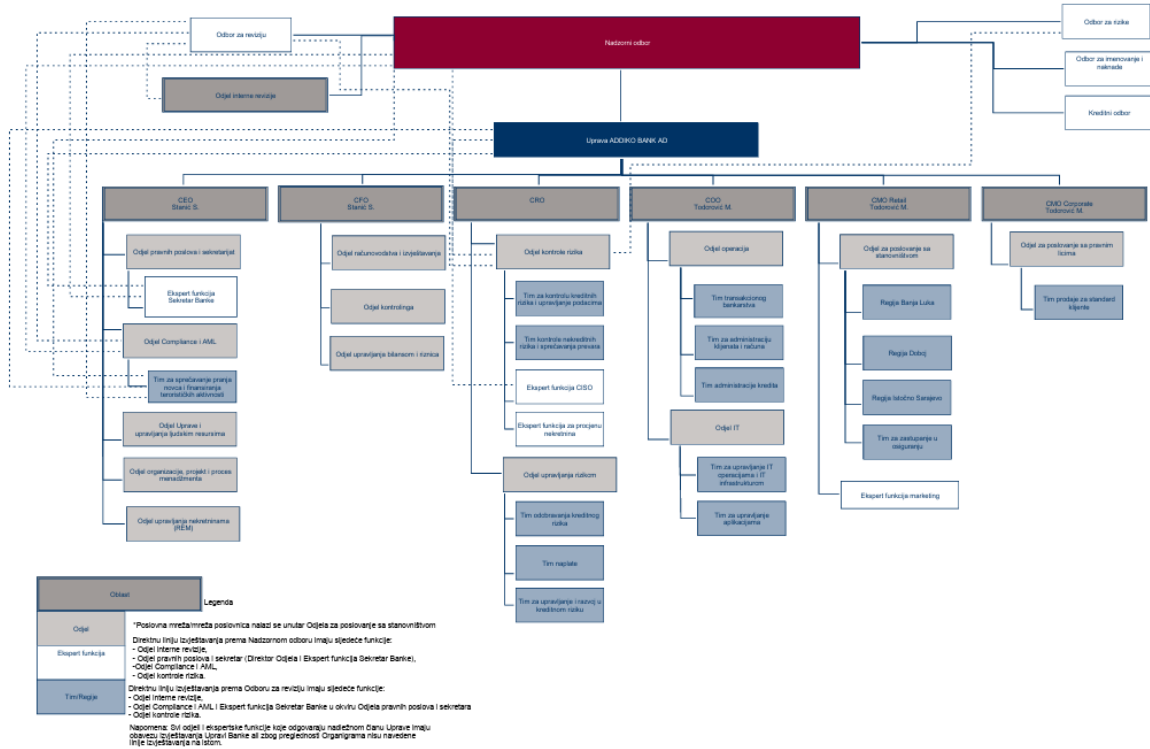 Odbor za reviziju
Nadzorni odbor
Odbor za rizike
Odbor za imenovanje i
naknade
Kreditni odbor
Odjel interne revizije
Uprava ADDIKO BANK AD
CEO
Stanić S.
CFO
Stanić S.
CRO
COO
Todorović M.
CMO Retail
Todorović M.
CMO Corporate
Todorović M.
Odjel pravnih poslova i sekretarijat
Ekspert funkcija
Sekretar Banke
Odjel Compliance i AML
Tim za sprečavanje pranja
novca i finansiranja
terorističkih aktivnosti
Odjel Uprave i
upravljanja ljudskim resursima
Odjel organizacije, projekt i proces
menadžmenta
Odjel upravljanja nekretninama
(REM)
Odjel računovodstva i izvještavanja
Odjel kontrolinga
Odjel upravljanja bilansom i riznica
Odjel kontrole rizika
Tim za kontrolu kreditnih
rizika i upravljanje podacima
Tim kontrole nekreditnih
rizika i sprečavanje prevara
Ekspert funkcija CISO
Ekspert funkcija za procjenu
nekretnina
Odjel upravljanja rizikom
Tim odobravanja kreditnog
rizika
Tim naplate
Tim za upravljanje i razvoj u
kreditnom riziku
Odjel operacija
Tim transakcionog
bankarstva
Tim za administraciju
klijenata i računa
Tim administracije kredita
Odjel IT
Tim za upravljanje IT
operacijama i IT
infrastrukturom
Tim za upravljanje
aplikacijama
Odjel za poslovanje sa
stanovništvom
Regija Banja Luka
Regija Doboj
Regija Istočno Sarajevo
Tim za zastupanje u
osiguranju
Ekspert funkcija marketing
Odjel za poslovanje sa pravnim
licima
Tim prodaje za standard
klijente
Oblast
Legenda
Odjel
Ekspert funkcija
Tim/Regije
*Poslovna mreža/mreža poslovnica nalazi se unutar Odjela za poslovanje sa stanovništvom
Direktnu liniju izvještavanja prema Nadzornom odboru imaju sljedeće funkcije:
- Odjel interne revizije,
- Odjel pravnih poslova i sekretar (Direktor Odjela i Ekspert funkcija Sekretar Banke),
-Odjel Compliance i AML,
- Odjel kontrole rizika.
Direktnu liniju izvještavanja prema Odboru za reviziju imaju sljedeće funkcije:
- Odjel interne revizije,
- Odjel Compliance i AML i Ekspert funkcija Sekretar Banke u okviru Odjela pravnih poslova i sekretara
- Odjel kontrole rizika.
Napomena: Svi odjeli i ekspertske funkcije koje odgovaraju nadležnom članu Uprave imaju
obavezu izvještavanja Upravi Banke ali zbog preglednosti Organigrama nisu navedene
linije izvještavanja na istom.